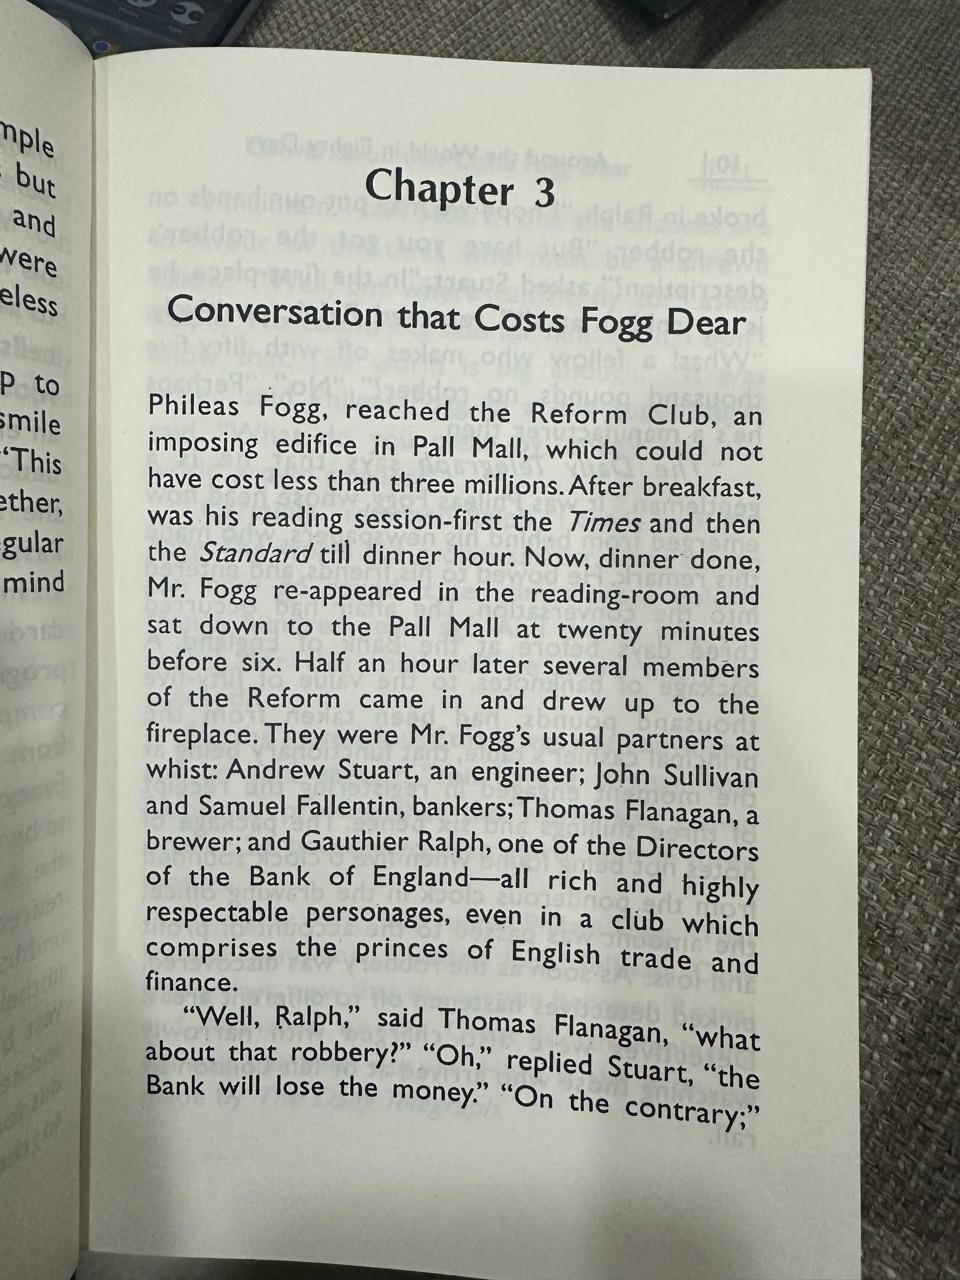 mple
but
and
were
eless
P to
smile
“This
ether,
gular
mind
Chapter 3
Conversation that Costs Fogg Dear
Phileas Fogg, reached the Reform Club, an
imposing edifice in Pall Mall, which could not
have cost less than three millions. After breakfast,
was his reading session-first the Times and then
the Standard till dinner hour. Now, dinner done,
Mr. Fogg re-appeared in the reading-room and
sat down to the Pall Mall at twenty minutes
before six. Half an hour later several members
of the Reform came in and drew up to the
fireplace. They were Mr. Fogg’s usual partners at
whist: Andrew Stuart, an engineer; John Sullivan
and Samuel Fallentin, bankers; Thomas Flanagan, a
brewer; and Gauthier Ralph, one of the Directors
of the Bank of England—all rich and highly
respectable personages, even in a club which
comprises the princes of English trade and
finance.
“Well, Ralph,” said Thomas Flanagan, “what
about that robbery?” “Oh,” replied Stuart, “the
Bank will lose the money.” “On the contrary;”